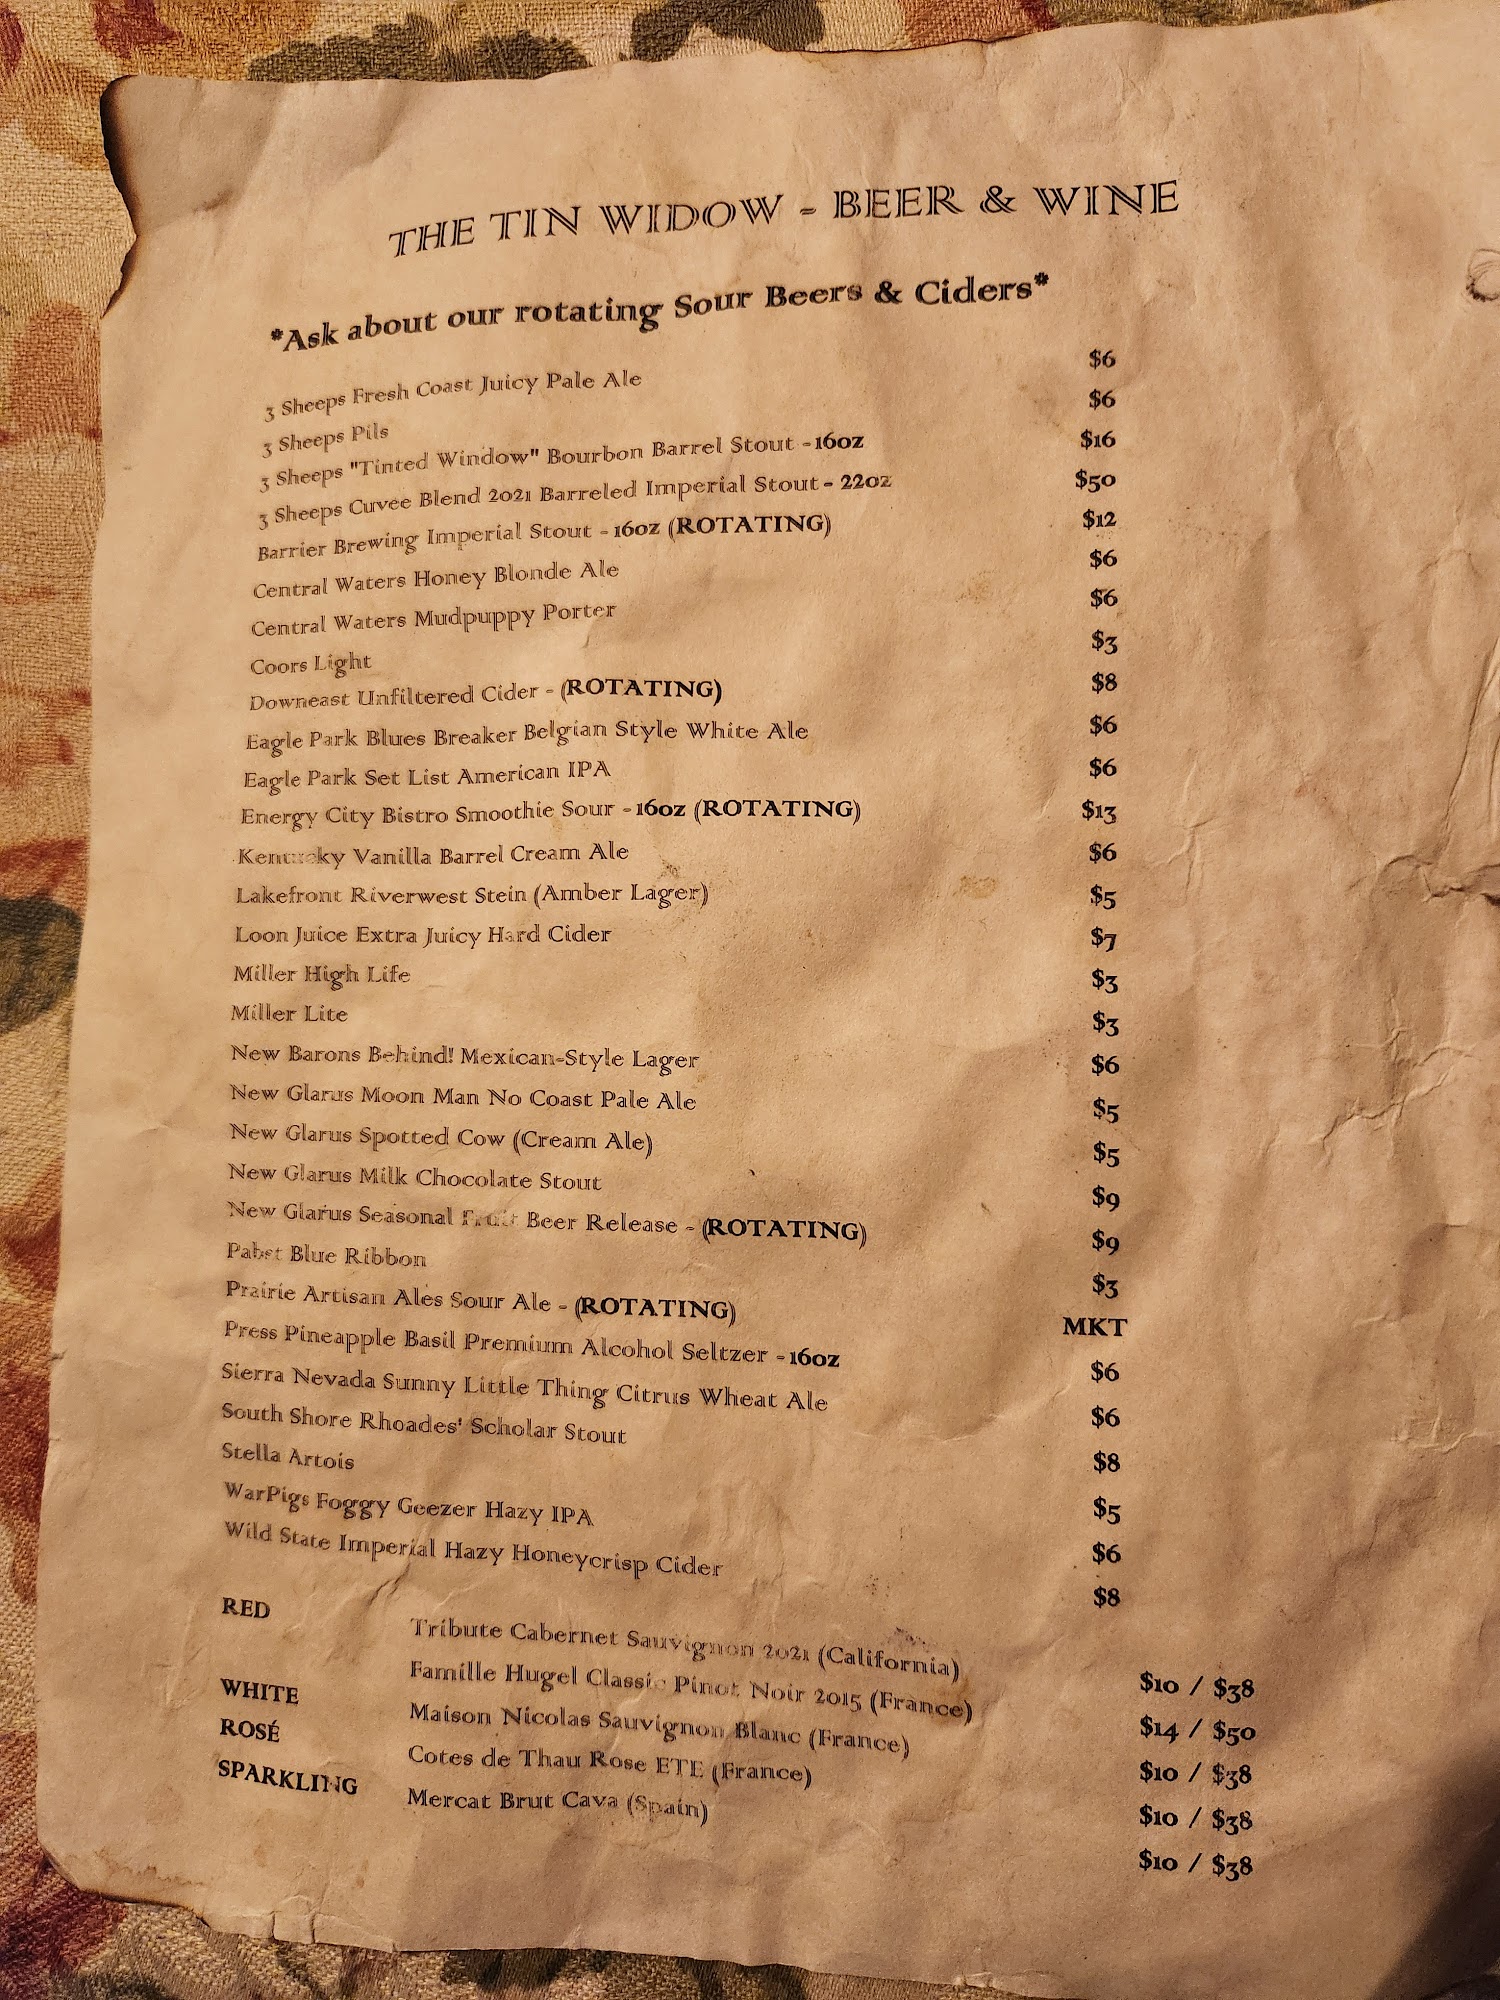 THE TIN WIDOW - BEER & WINE
*Ask about our rotating Sour Beers & Ciders*
3 Sheeps Fresh Coast Juicy Pale Ale $6
3 Sheeps Pils $6
3 Sheeps "Tinted Window" Bourbon Barrel Stout - 16oz $16
3 Sheeps Cuvee Blend 2021 Barreled Imperial Stout - 22oz $50
Barrier Brewing Imperial Stout - 16oz (ROTATING) $12
Central Waters Honey Blonde Ale $6
Central Waters Mudpuppy Porter $6
Coors Light $3
Downeast Unfiltered Cider - (ROTATING) $8
Eagle Park Blues Breaker Belgian Style White Ale $6
Eagle Park Set List American IPA $6
Energy City Bistro Smoothie Sour - 16oz (ROTATING) $13
Kentucky Vanilla Barrel Cream Ale $6
Lakefront Riverwest Stein (Amber Lager) $5
Loon Juice Extra Juicy Hard Cider $7
Miller High Life $3
Miller Lite $3
New Barons Behind! Mexican-Style Lager $6
New Glarus Moon Man No Coast Pale Ale $5
New Glarus Spotted Cow (Cream Ale) $5
New Glarus Milk Chocolate Stout $9
New Glarus Seasonal Fruit Beer Release - (ROTATING) $9
Pabst Blue Ribbon $3
Prairie Artisan Ales Sour Ale - (ROTATING) MKT
Press Pineapple Basil Premium Alcohol Seltzer - 16oz $6
Sierra Nevada Sunny Little Thing Citrus Wheat Ale $6
South Shore Rhoades' Scholar Stout $8
Stella Artois $5
WarPigs Foggy Geezer Hazy IPA $6
Wild State Imperial Hazy Honeycrisp Cider $8
RED Tribute Cabernet Sauvignon 2021 (California) $10 / $38
Famille Hugel Classic Pinot Noir 2015 (France) $14 / $50
WHITE Maison Nicolas Sauvignon Blanc (France) $10 / $38
ROSÉ Cotes de Thau Rose ETE (France) $10 / $38
SPARKLING Mercat Brut Cava (Spain) $10 / $38